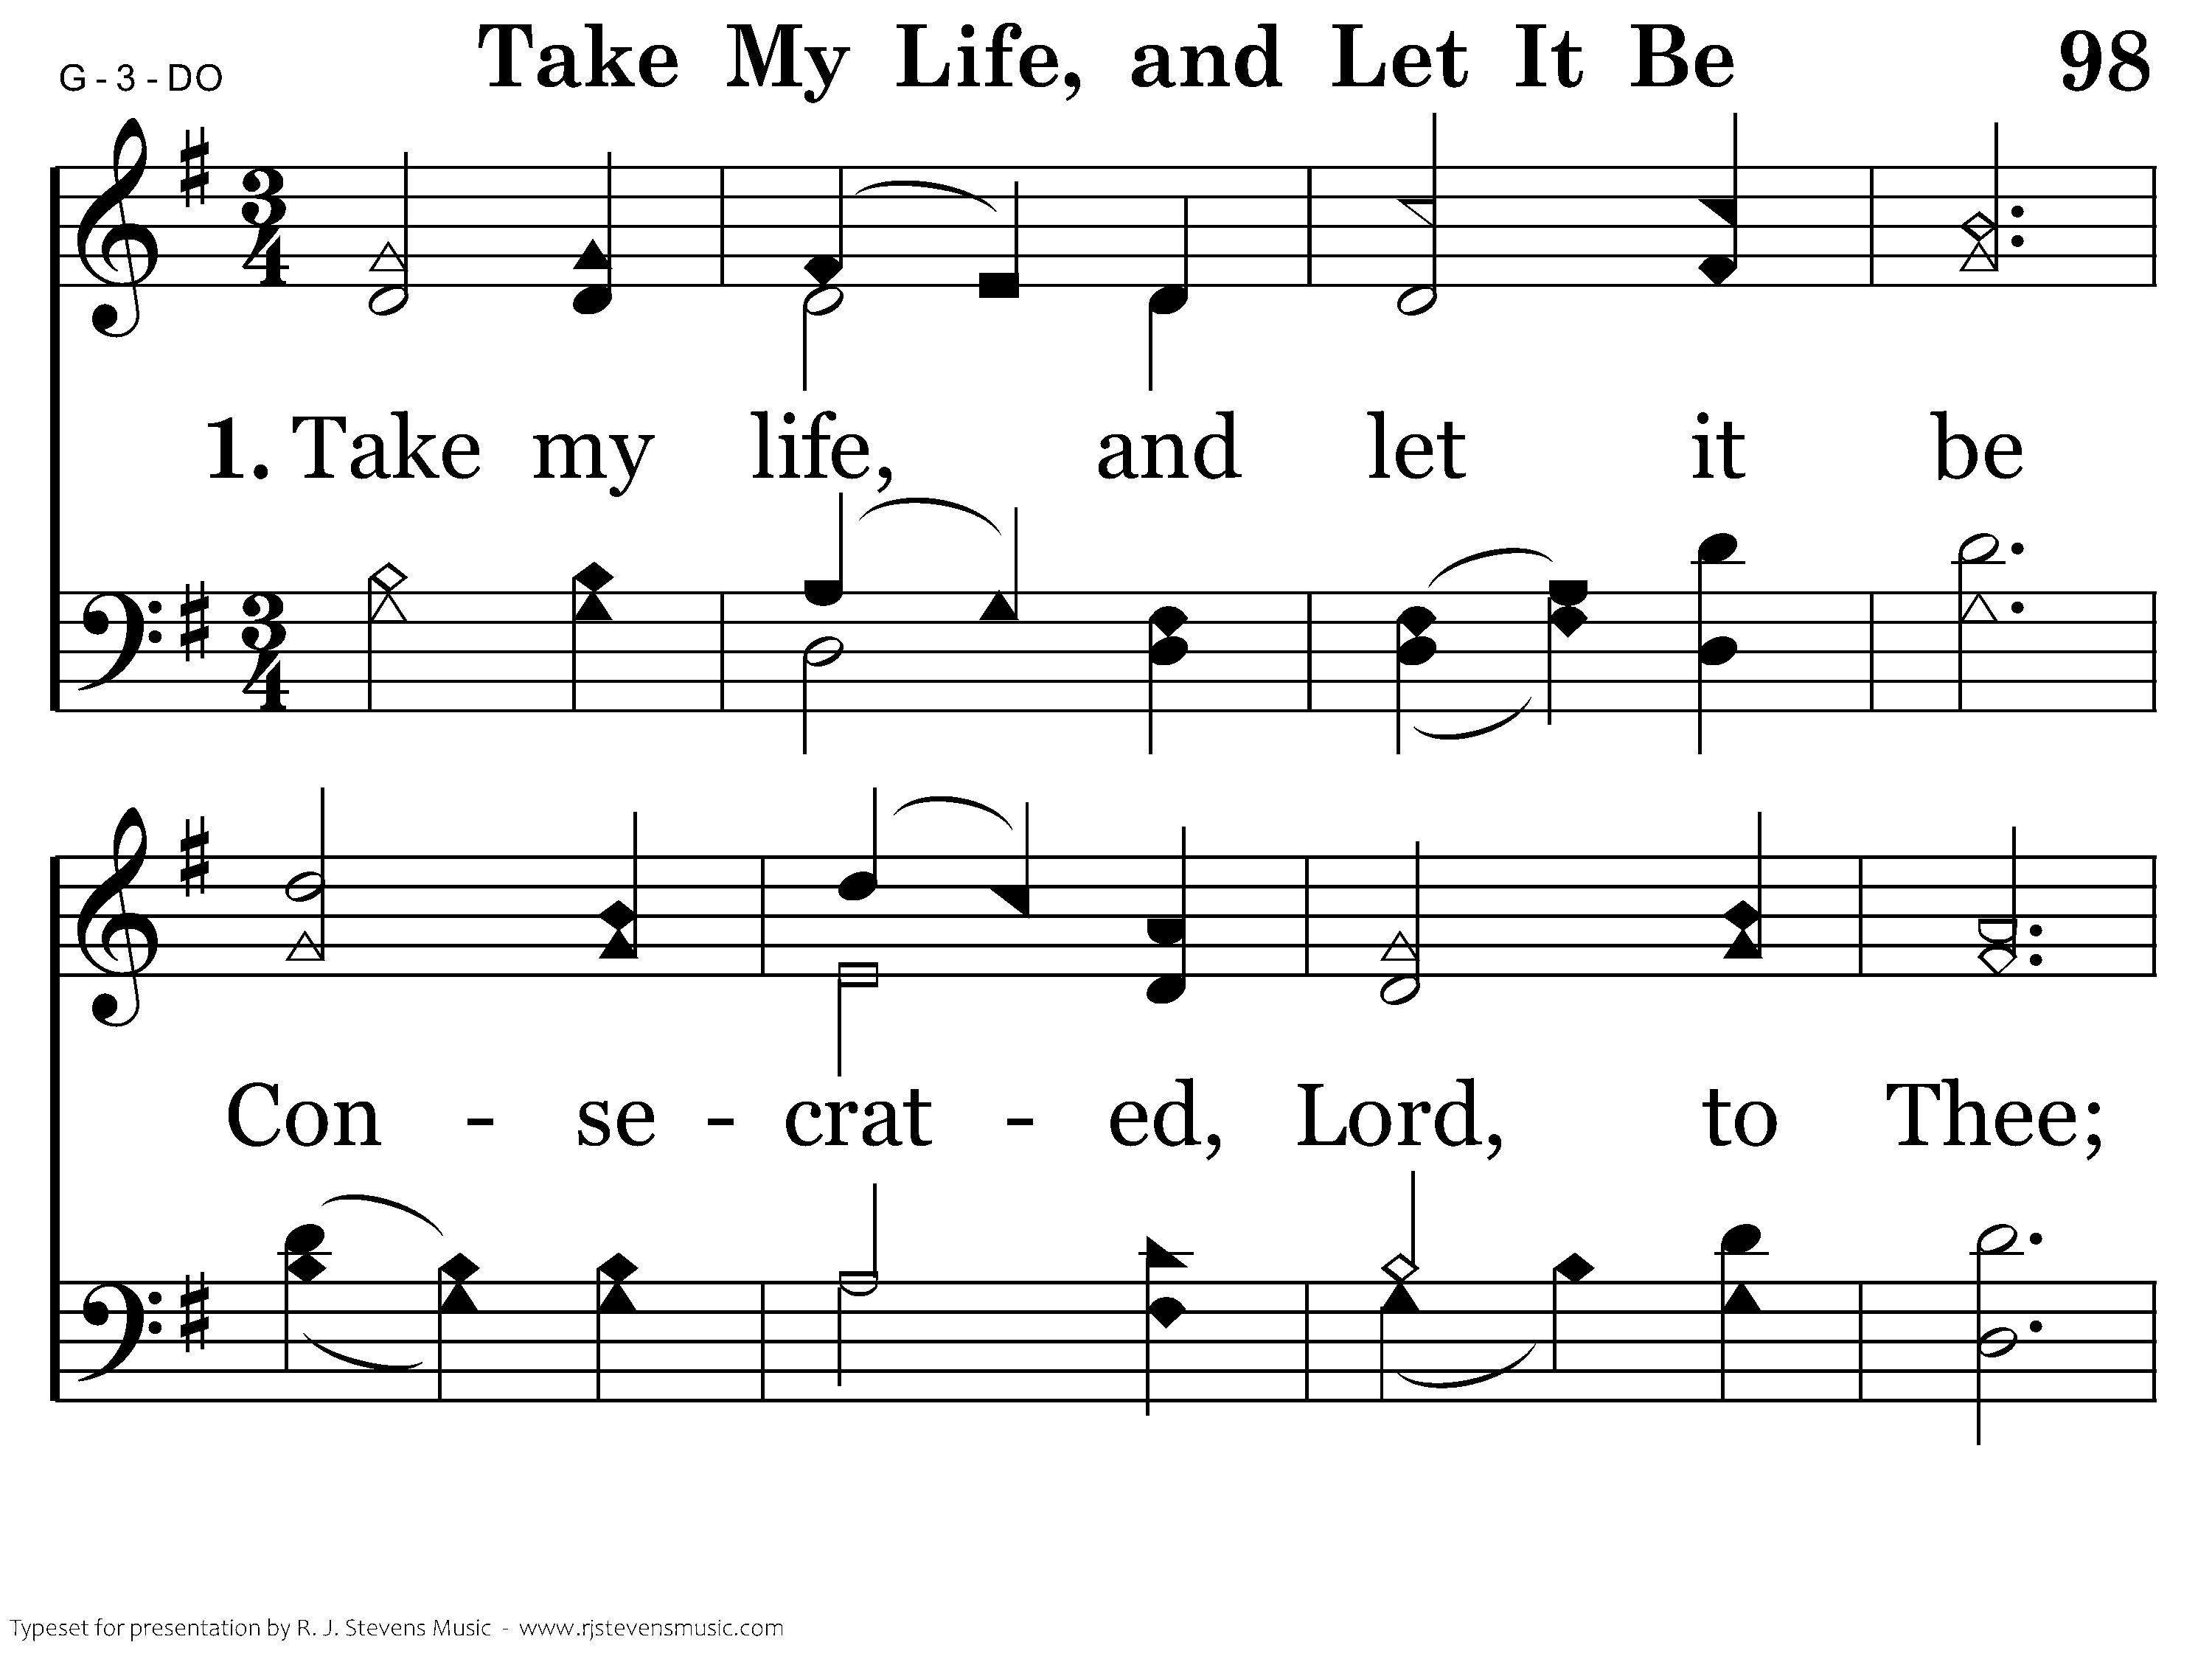 Take My Life, and Let It Be 98
G - 3 - DO
1. Take my life, and let it be
Con - se - crat - ed, Lord, to Thee;
Typeset for presentation by R. J. Stevens Music - www.rjstevensmusic.com